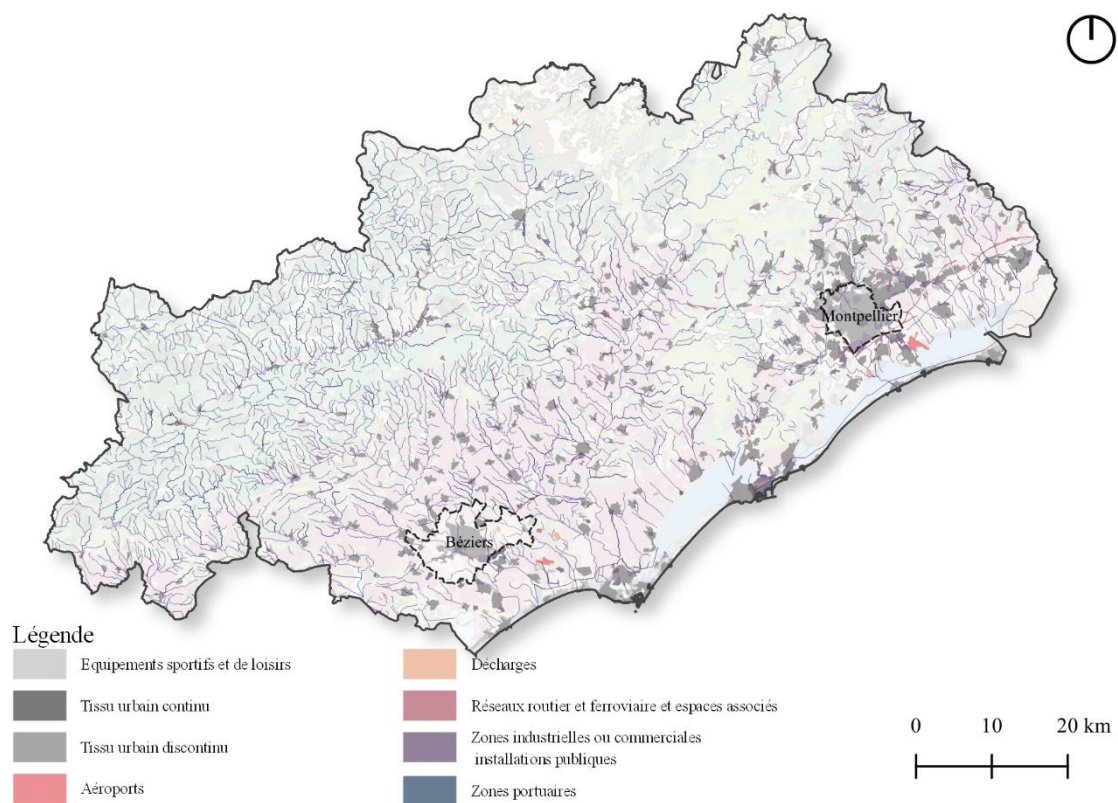 Montpellier
Béziers
Légende
Equipements sportifs et de loisirs
Tissu urbain continu
Tissu urbain discontinu
Aéroports
Décharges
Réseaux routier et ferroviaire et espaces associés
Zones industrielles ou commerciales
installations publiques
Zones portuaires
0 10 20 km